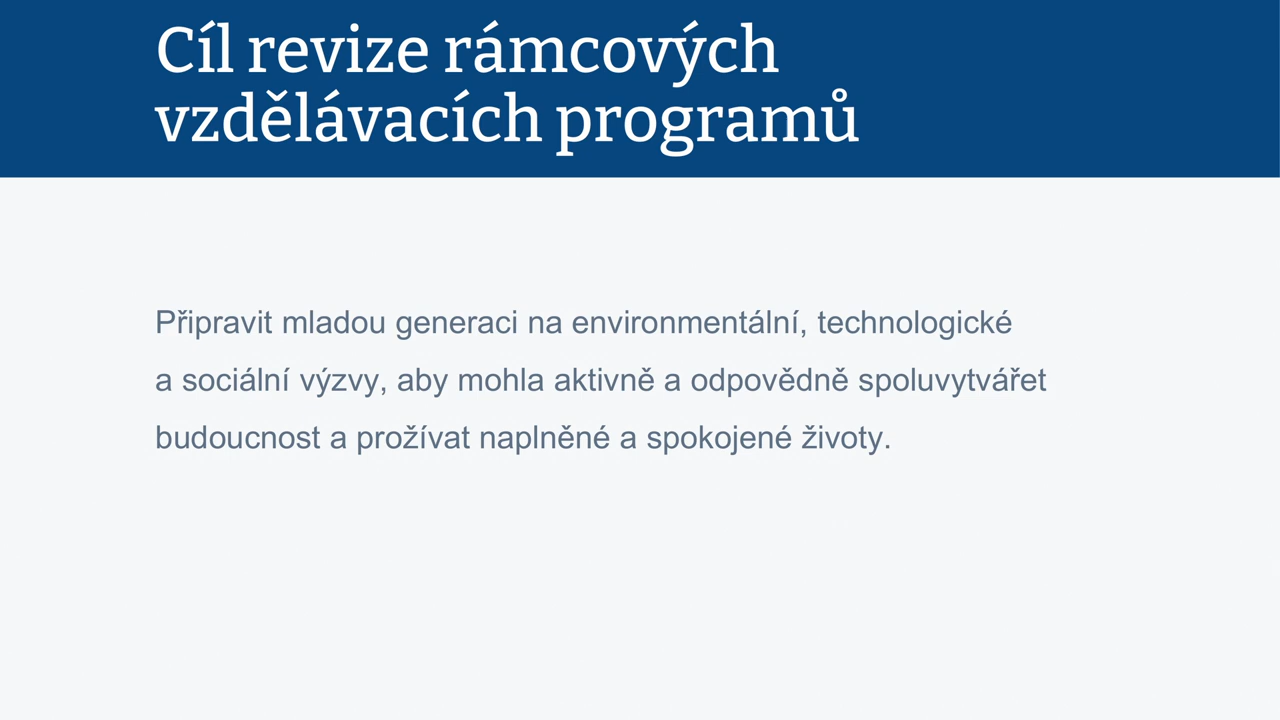 Cíl revize rámcových
vzdělávacích programů
Připravit mladou generaci na environmentální, technologické
a sociální výzvy, aby mohla aktivně a odpovědně spoluvytvářet
budoucnost a prožívat naplněné a spokojené životy.